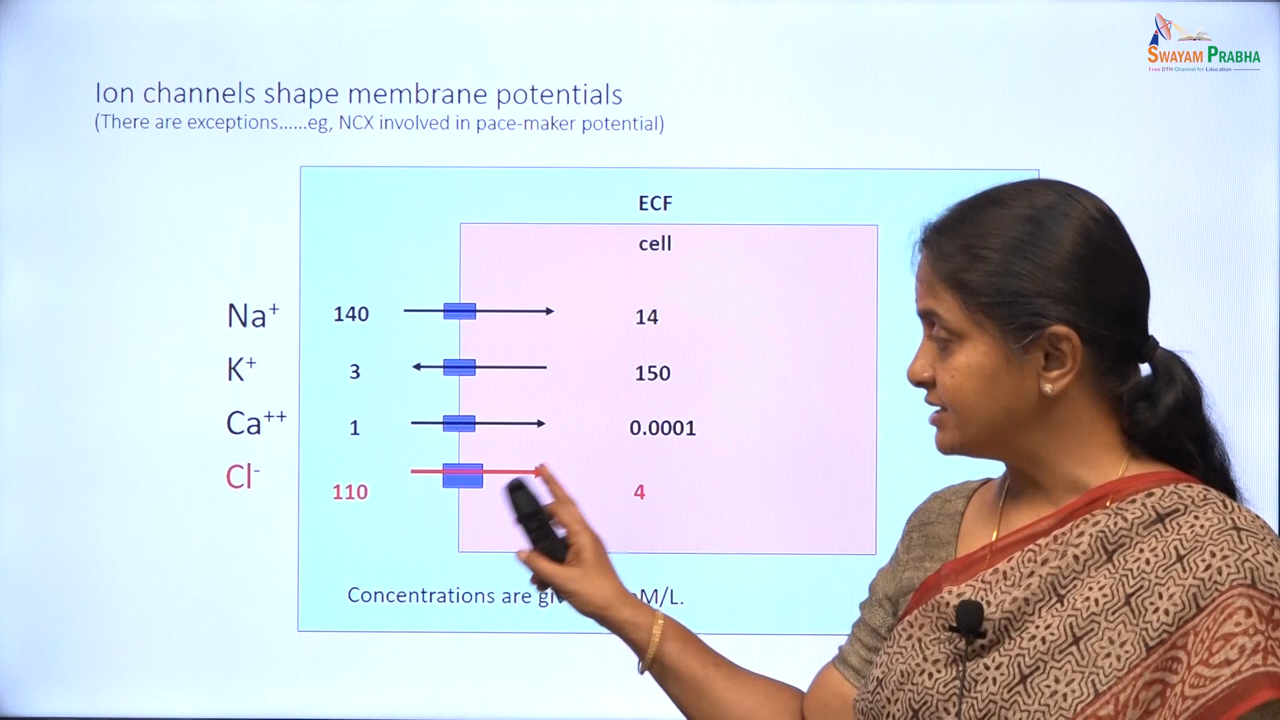 SWAYAM PRABHA
Free DTH Channel for Education
Ion channels shape membrane potentials
(There are exceptions......eg, NCX involved in pace-maker potential)
ECF
cell
Na+ 140 14
K+ 3 150
Ca++ 1 0.0001
Cl- 110 4
Concentrations are M/L.